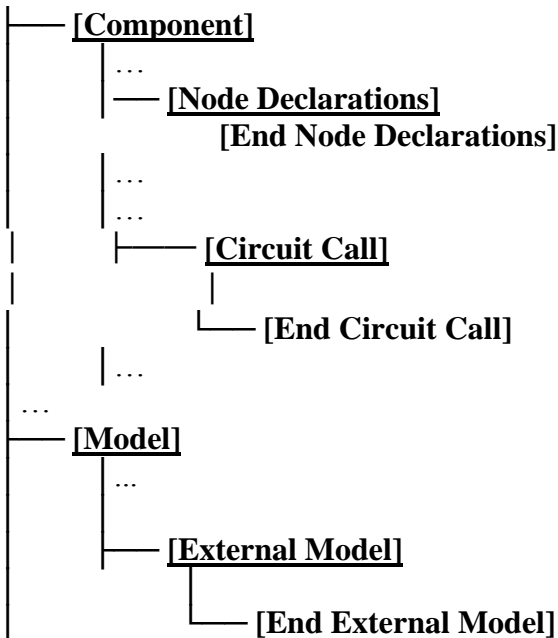 [Component]
...
[Node Declarations]
[End Node Declarations]
...
...
[Circuit Call]
[End Circuit Call]
...
...
[Model]
...
[External Model]
[End External Model]